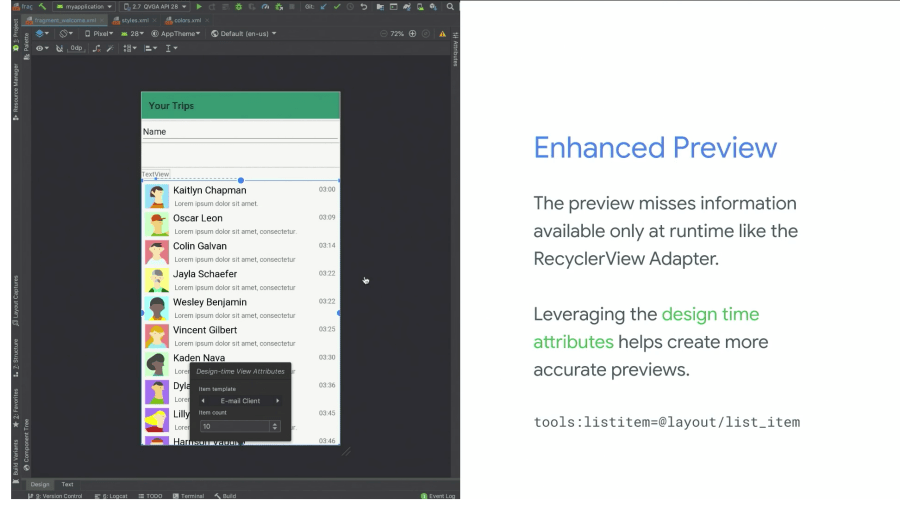 frag
myapplication
2.7 QVGA API 28
Git:
fragment_welcome.xml
styles.xml
colors.xml
1: Project
Palette
Pixel
28
AppTheme
Default (en-us)
72%
Attributes
0dp
Resource Manager
Your Trips
Name
TextView
Kaitlyn Chapman
03:00
Lorem ipsum dolor sit amet.
Oscar Leon
03:09
Lorem ipsum dolor sit amet, consectetur.
Colin Galvan
03:14
Lorem ipsum dolor sit amet, consectetur
Jayla Schaefer
03:22
Lorem ipsum dolor sit amet, consectetur
Wesley Benjamin
03:22
Lorem ipsum dolor sit amet, consectetur
Vincent Gilbert
03:25
Lorem ipsum dolor sit amet, consectetur
Kaden Nava
03:30
Lore
Dyla
03:36
Lilly
03:45
03:46
Design-time View Attributes
Item template
E-mail Client
Item count
10
Layout Captures
Z: Structure
2: Favorites
Build Variants
Component Tree
Design
Text
9: Version Control
6: Logcat
TODO
Terminal
Build
Event Log
Enhanced Preview
The preview misses information
available only at runtime like the
RecyclerView Adapter.
Leveraging the design time
attributes helps create more
accurate previews.
tools:listitem=@layout/list_item